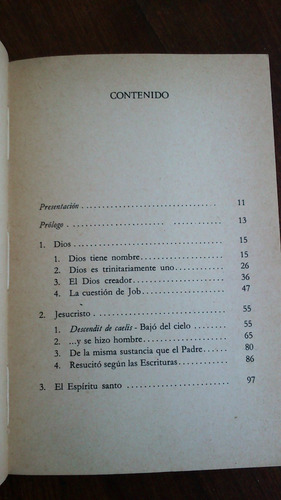 CONTENIDO
Presentación . . . . . . . . . . . . . . . . . . . . . . . 11
Prólogo . . . . . . . . . . . . . . . . . . . . . . . 13
1. Dios . . . . . . . . . . . . . . . . . . . . . . . 15
1. Dios tiene nombre . . . . . . . . . . . . . . . . 15
2. Dios es trinitariamente uno . . . . . . . . . . . 26
3. El Dios creador . . . . . . . . . . . . . . . . 36
4. La cuestión de Job . . . . . . . . . . . . . . . 47
2. Jesucristo . . . . . . . . . . . . . . . . . . . . . 55
1. Descendit de caelis - Bajó del cielo . . . . . 55
2. ...y se hizo hombre . . . . . . . . . . . . . . 65
3. De la misma sustancia que el Padre . . . . . . 80
4. Resucitó según las Escrituras . . . . . . . . . 86
3. El Espíritu santo . . . . . . . . . . . . . . . . . 97